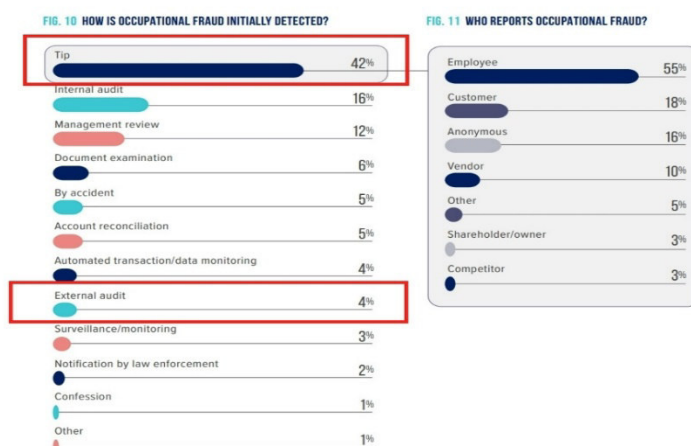 FIG. 10 HOW IS OCCUPATIONAL FRAUD INITIALLY DETECTED?
Tip
42%
Internal audit
16%
Management review
12%
Document examination
6%
By accident
5%
Account reconciliation
5%
Automated transaction/data monitoring
4%
External audit
4%
Surveillance/monitoring
3%
Notification by law enforcement
2%
Confession
1%
Other
1%
FIG. 11 WHO REPORTS OCCUPATIONAL FRAUD?
Employee
55%
Customer
18%
Anonymous
16%
Vendor
10%
Other
5%
Shareholder/owner
3%
Competitor
3%